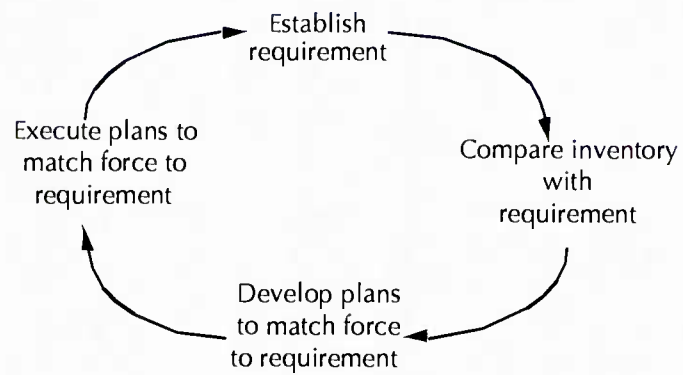 Establish
requirement
Compare inventory
with
requirement
Develop plans
to match force
to requirement
Execute plans to
match force to
requirement